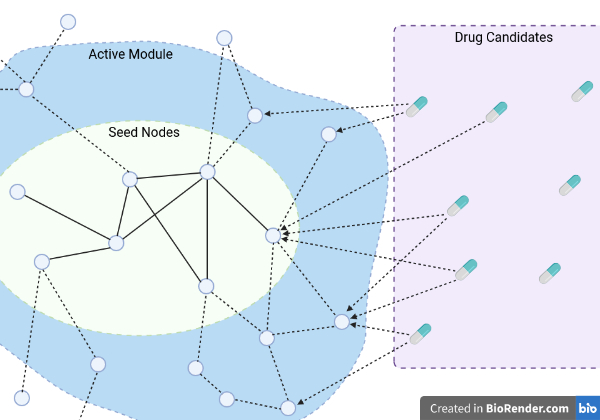 Active Module
Drug Candidates
Seed Nodes
Created in BioRender.com
bio